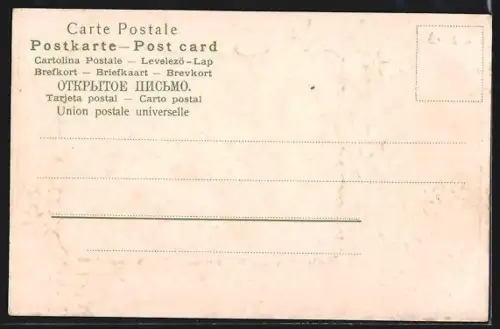 Carte Postale
Postkarte — Post card
Cartolina Postale — Levelező-Lap
Brefkort — Briefkaart — Brevkort
ОТКРЫТОЕ ПИСЬМО.
Tarjeta postal — Carto postal
Union postale universelle